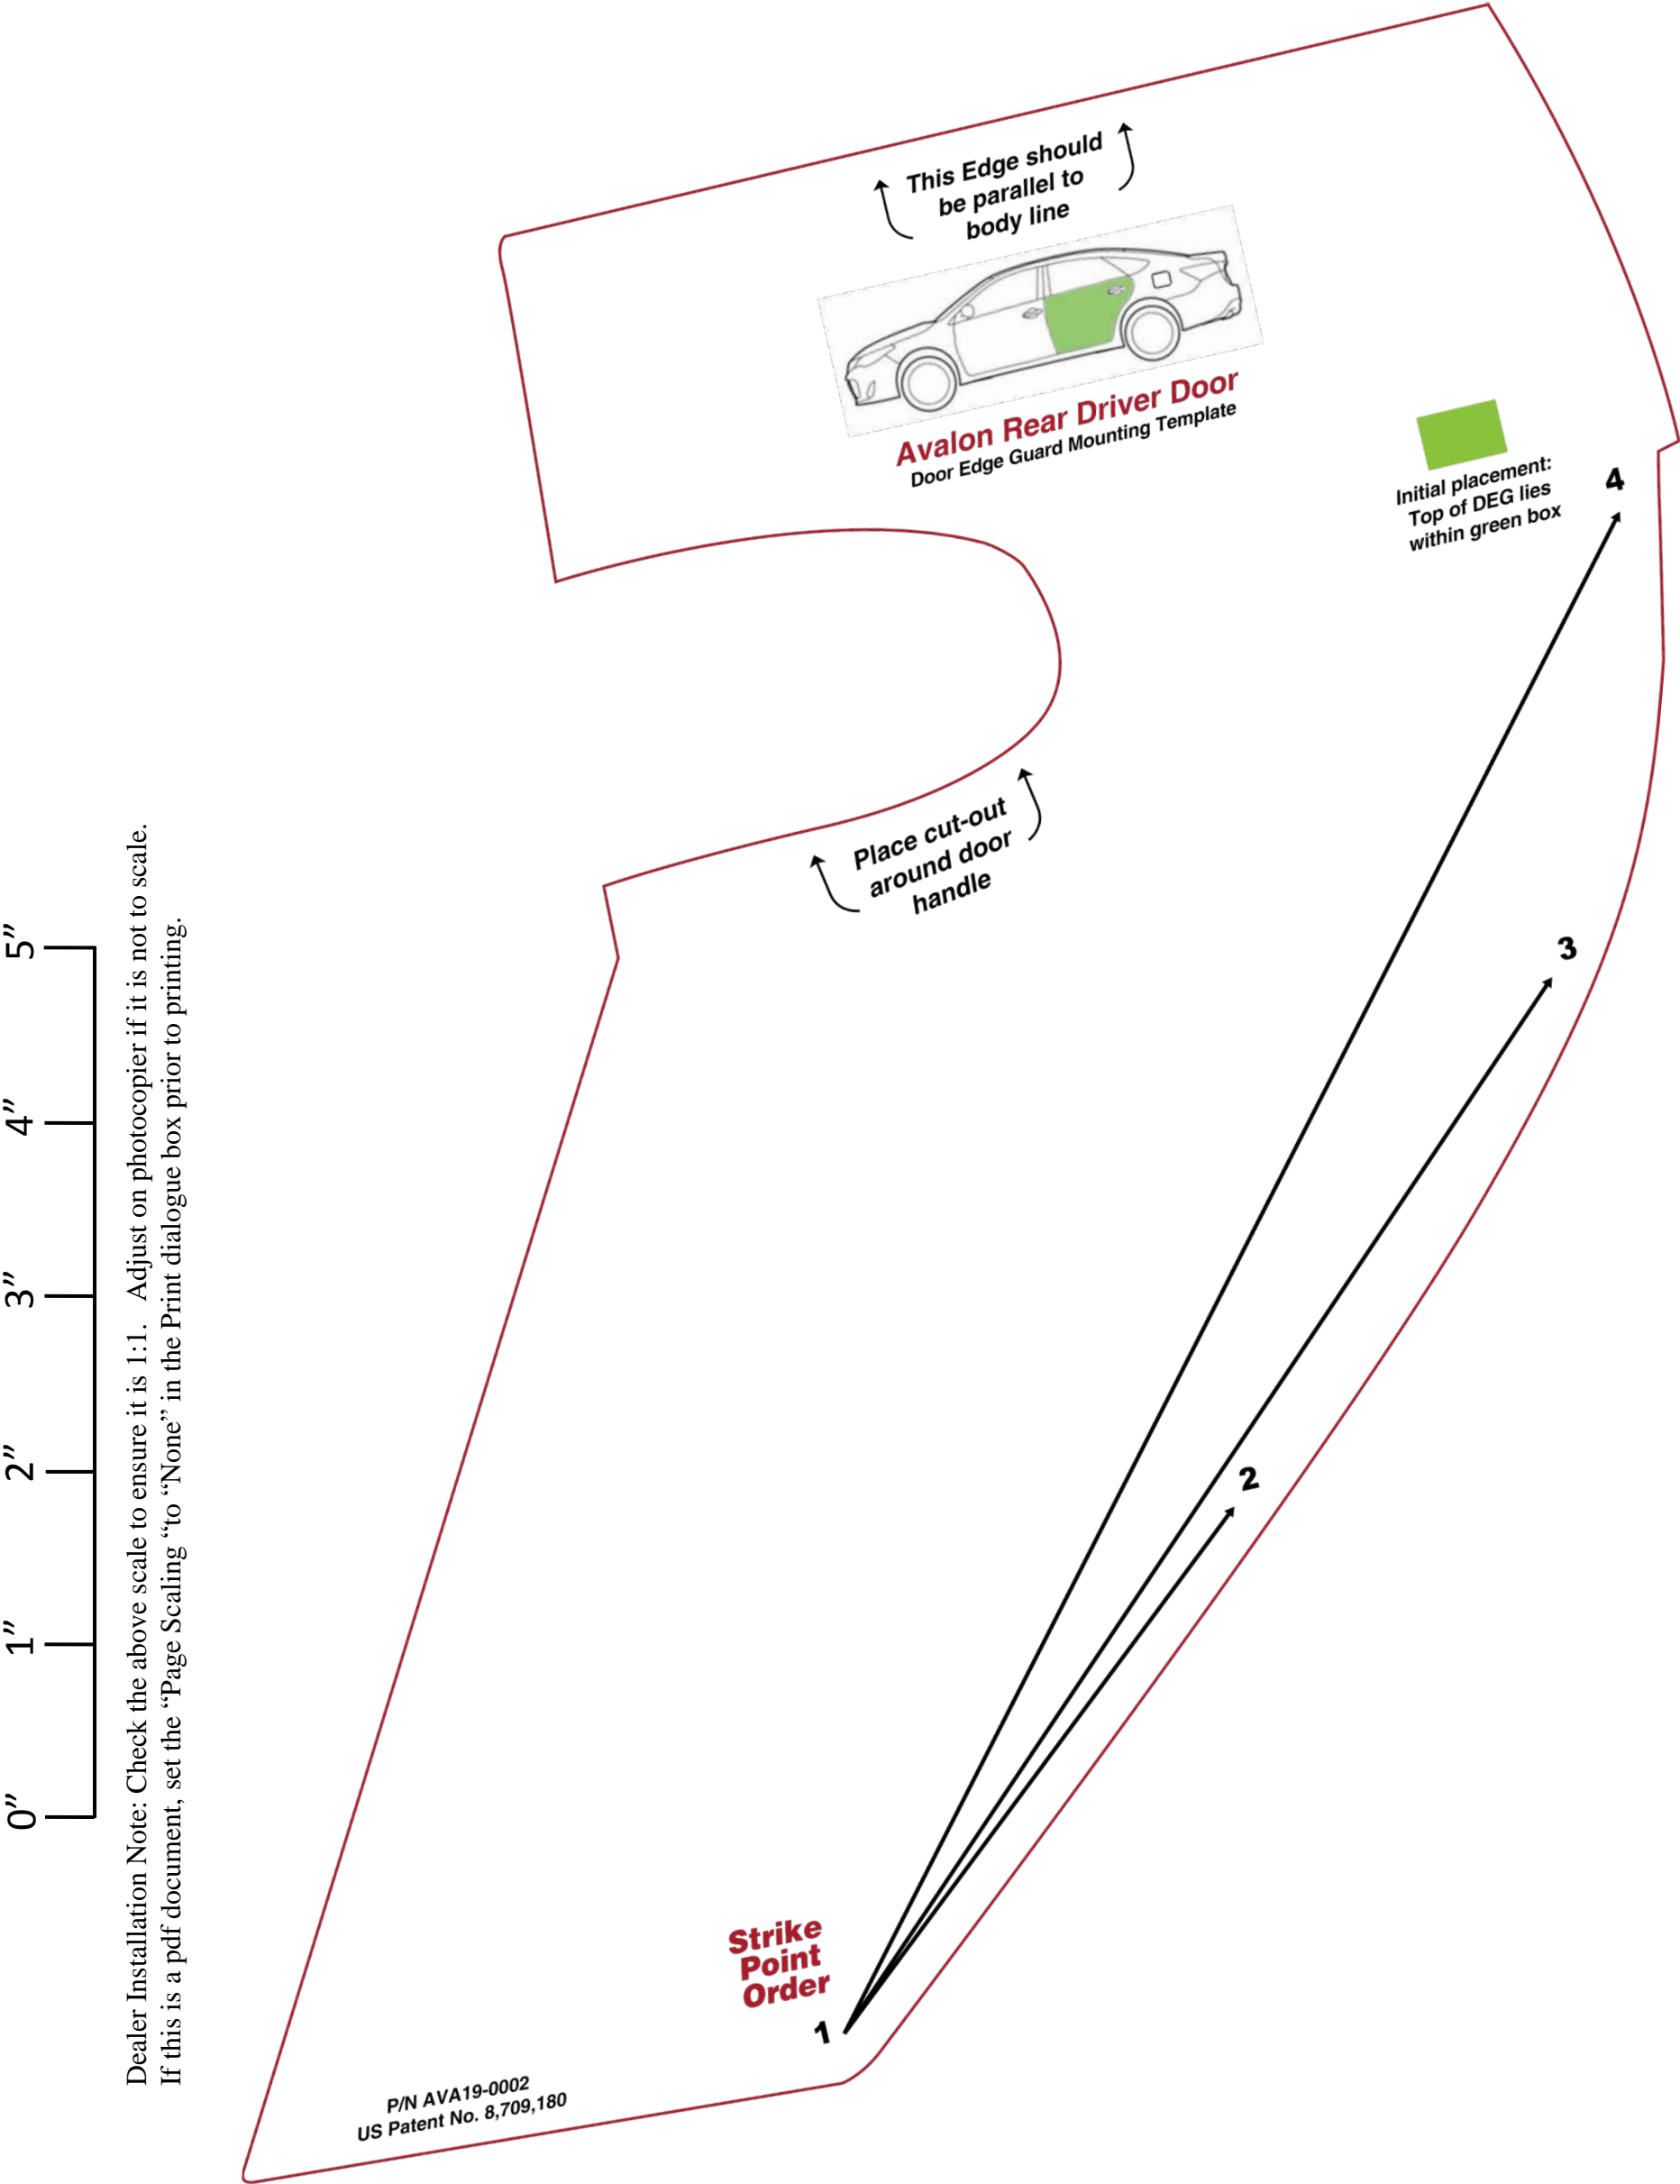 This Edge should
be parallel to
body line
Avalon Rear Driver Door
Door Edge Guard Mounting Template
Initial placement:
Top of DEG lies
within green box
4
Place cut-out
around door
handle
3
2
Strike
Point
Order
1
P/N AVA19-0002
US Patent No. 8,709,180
0”
1”
2”
3”
4”
5”
Dealer Installation Note: Check the above scale to ensure it is 1:1. Adjust on photocopier if it is not to scale.
If this is a pdf document, set the “Page Scaling “to “None” in the Print dialogue box prior to printing.